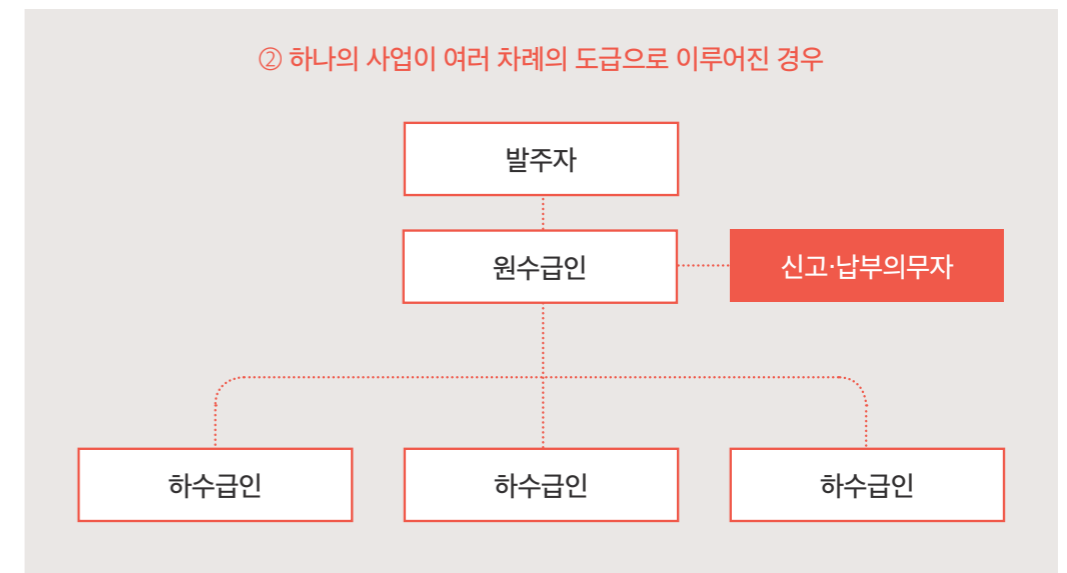 ② 하나의 사업이 여러 차례의 도급으로 이루어진 경우
발주자
원수급인
신고·납부의무자
하수급인
하수급인
하수급인